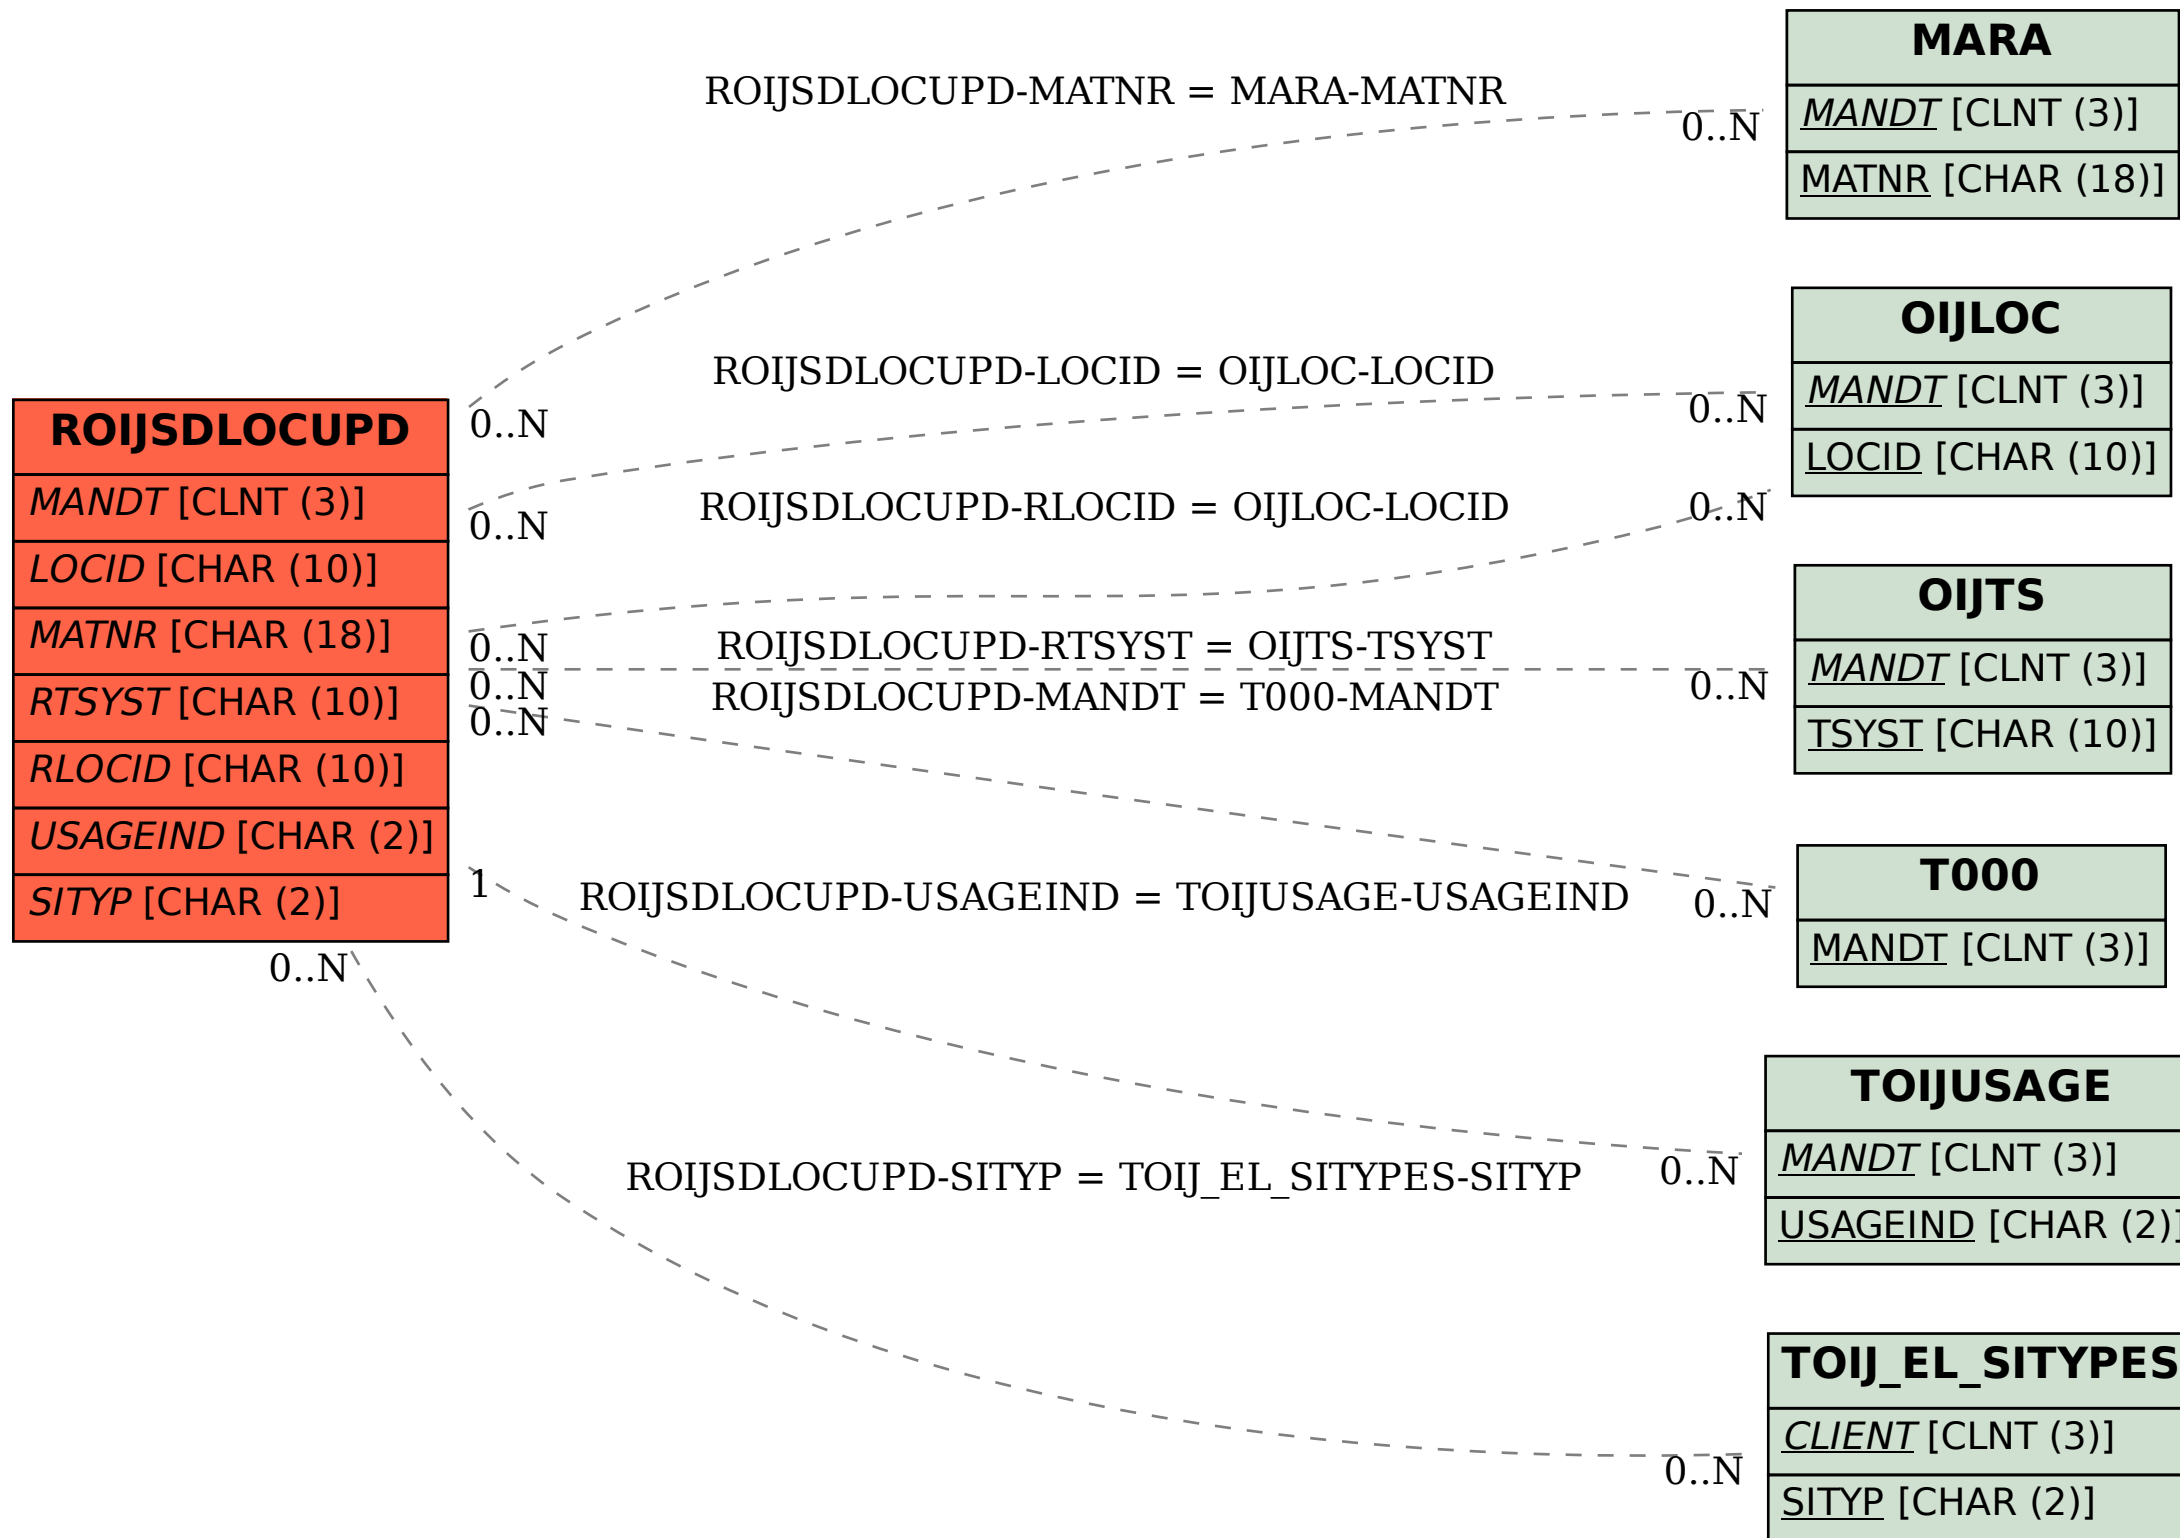 MARA
MANDT [CLNT (3)]
MATNR [CHAR (18)]
ROIJSDLOCUPD-MATNR = MARA-MATNR
0..N
0..N
OIJLOC
MANDT [CLNT (3)]
LOCID [CHAR (10)]
ROIJSDLOCUPD-LOCID = OIJLOC-LOCID
0..N
0..N
ROIJSDLOCUPD-RLOCID = OIJLOC-LOCID
0..N
0..N
ROIJSDLOCUPD
MANDT [CLNT (3)]
LOCID [CHAR (10)]
MATNR [CHAR (18)]
RTSYST [CHAR (10)]
RLOCID [CHAR (10)]
USAGEIND [CHAR (2)]
SITYP [CHAR (2)]
OIJTS
MANDT [CLNT (3)]
TSYST [CHAR (10)]
ROIJSDLOCUPD-RTSYST = OIJTS-TSYST
0..N
0..N
ROIJSDLOCUPD-MANDT = T000-MANDT
0..N
0..N
T000
MANDT [CLNT (3)]
1
ROIJSDLOCUPD-USAGEIND = TOIJUSAGE-USAGEIND
0..N
TOIJUSAGE
MANDT [CLNT (3)]
USAGEIND [CHAR (2)]
0..N
ROIJSDLOCUPD-SITYP = TOIJ_EL_SITYPES-SITYP
0..N
TOIJ_EL_SITYPES
CLIENT [CLNT (3)]
SITYP [CHAR (2)]